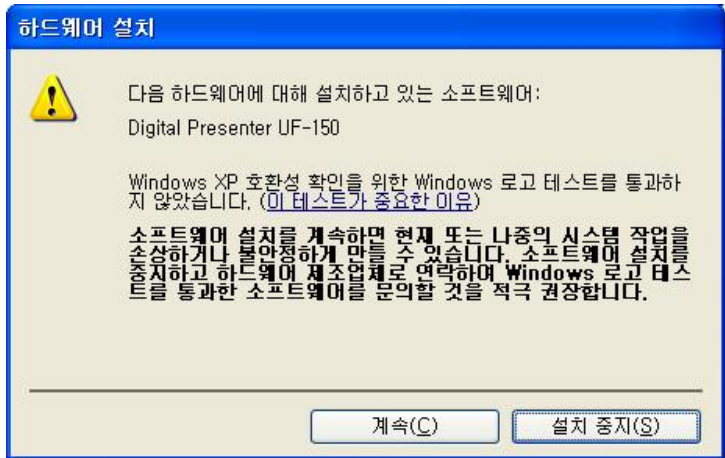 하드웨어 설치
다음 하드웨어에 대해 설치하고 있는 소프트웨어:
Digital Presenter UF-150
Windows XP 호환성 확인을 위한 Windows 로고 테스트를 통과하
지 않았습니다. (이 테스트가 중요한 이유)
소프트웨어 설치를 계속하면 현재 또는 나중의 시스템 작업을
손상하거나 불안정하게 만들 수 있습니다. 소프트웨어 설치를
중지하고 하드웨어 제조업체로 연락하여 Windows 로고 테스
트를 통과한 소프트웨어를 문의할 것을 적극 권장합니다.
계속(C)
설치 중지(S)